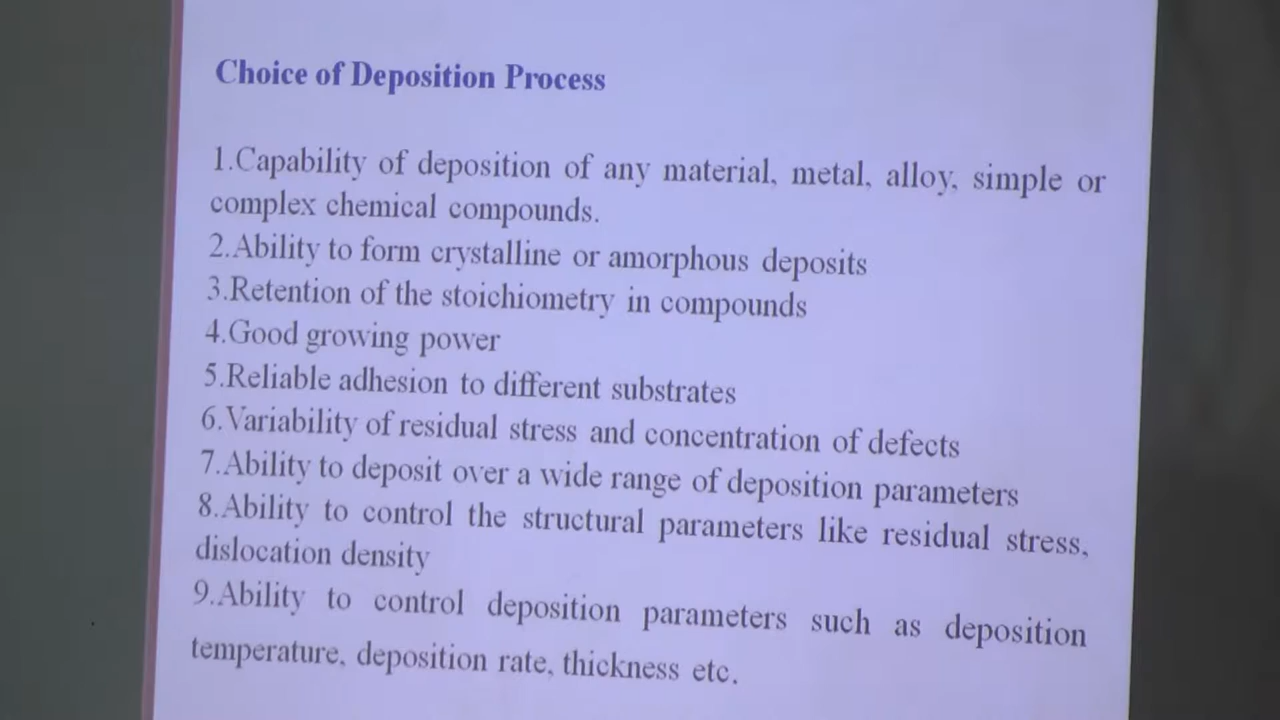 Choice of Deposition Process
1.Capability of deposition of any material, metal, alloy, simple or
complex chemical compounds.
2.Ability to form crystalline or amorphous deposits
3.Retention of the stoichiometry in compounds
4.Good growing power
5.Reliable adhesion to different substrates
6.Variability of residual stress and concentration of defects
7.Ability to deposit over a wide range of deposition parameters
8.Ability to control the structural parameters like residual stress,
dislocation density
9.Ability to control deposition parameters such as deposition
temperature, deposition rate, thickness etc.